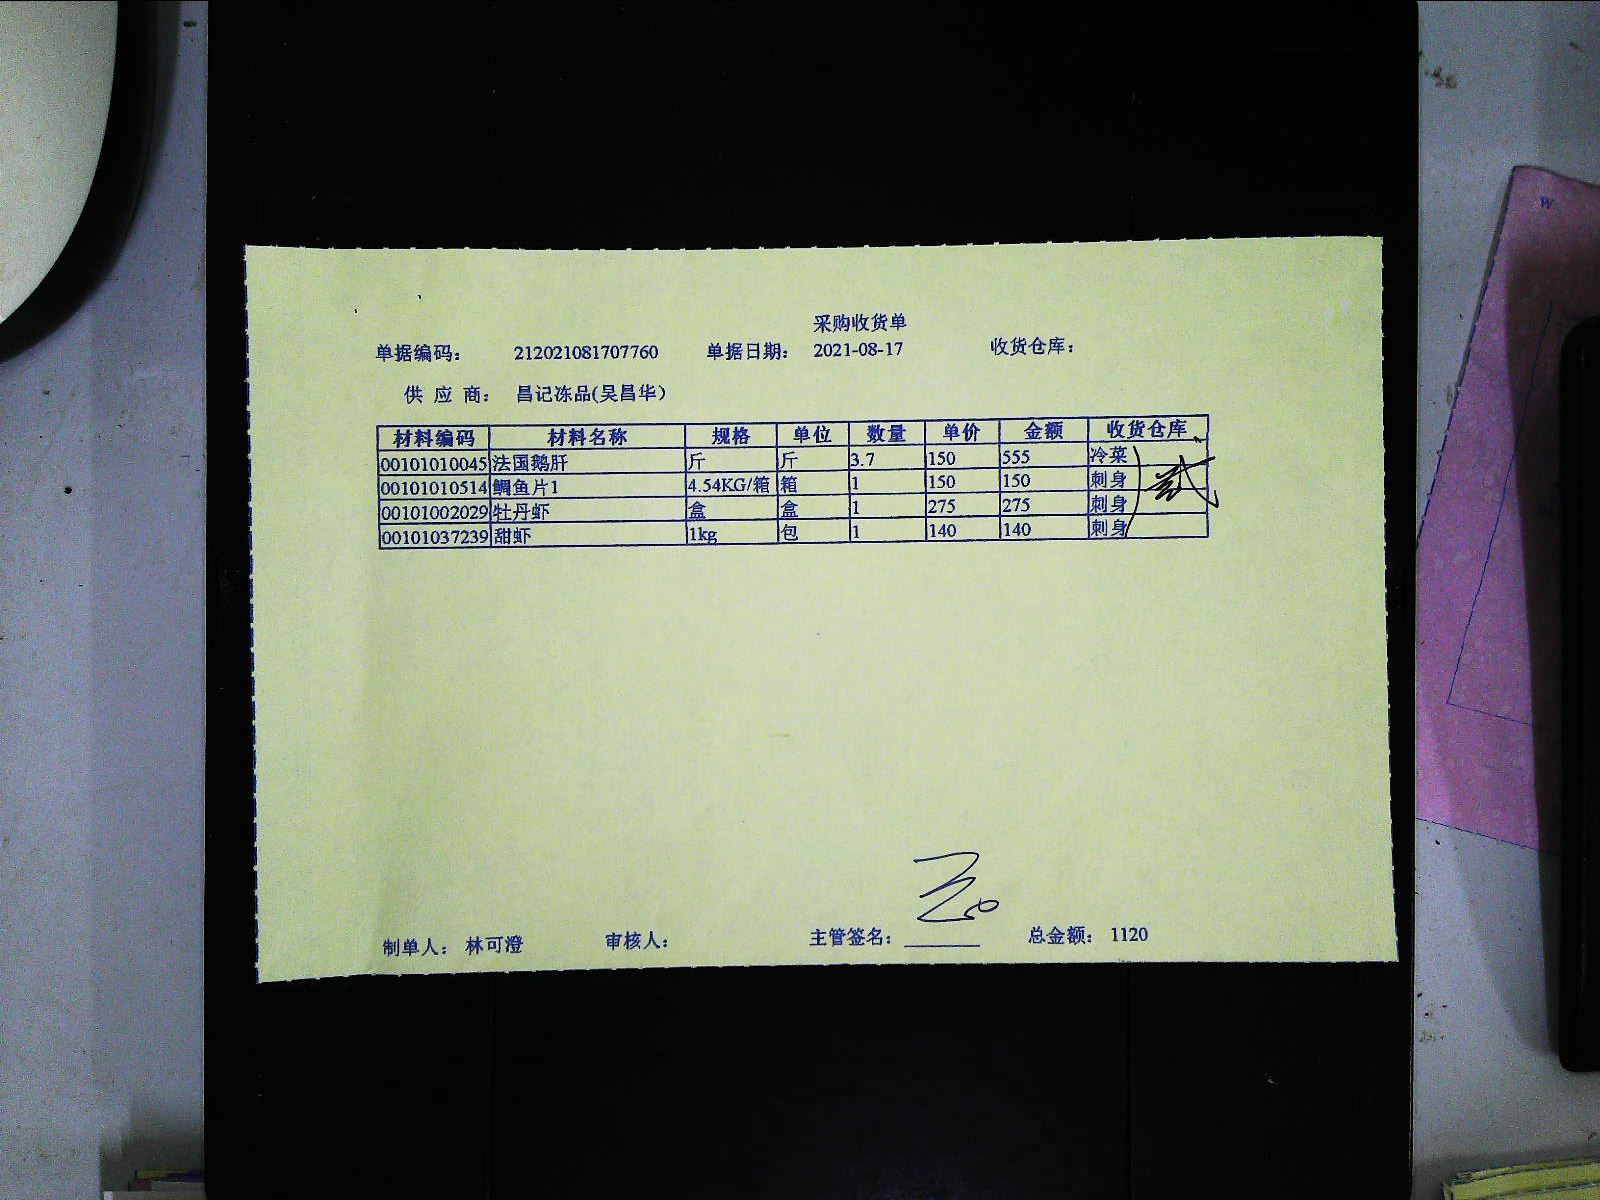 采购收货单
单据编码： 212021081707760 单据日期： 2021-08-17 收货仓库：
供 应 商： 昌记冻品(吴昌华）
材料编码 材料名称 规格 单位 数量 单价 金额 收货仓库
00101010045 法国鹅肝 斤 斤 3.7 150 555 冷菜
00101010514 鲷鱼片1 4.54KG/箱 箱 1 150 150 刺身
00101002029 牡丹虾 盒 盒 1 275 275 刺身
00101037239 甜虾 1kg 包 1 140 140 刺身
制单人： 林可澄 审核人： 主管签名： 总金额： 1120